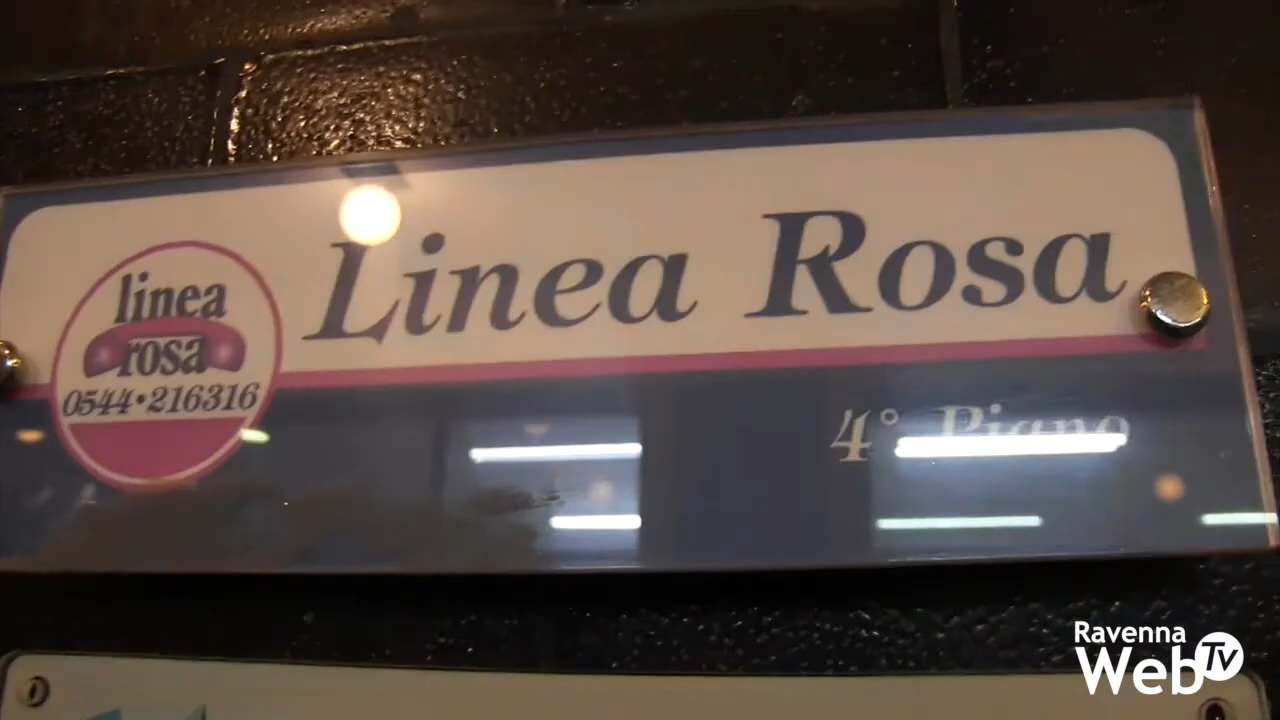 Linea Rosa
linea
rosa
0544•216316
4° Piano
Ravenna
Web TV